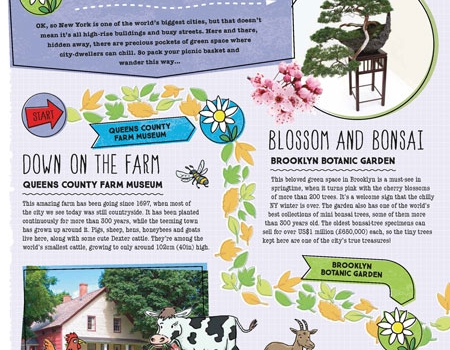 OK, so New York is one of the world's biggest cities, but that doesn't
mean it's all high-rise buildings and busy streets. Here and there,
hidden away, there are precious pockets of green space where
city-dwellers can chill. So pack your picnic basket and
wander this way...
START
QUEENS COUNTY
FARM MUSEUM
DOWN ON THE FARM
QUEENS COUNTY FARM MUSEUM
This amazing farm has been going since 1697, when most of
the city we see today was still countryside. It has been planted
continuously for more than 300 years, while the teeming town
has grown up around it. Pigs, sheep, hens, honeybees and goats
live here, along with some cute Dexter cattle. They're among the
world's smallest cattle, growing to only around 102cm (40in) high.
BLOSSOM AND BONSAI
BROOKLYN BOTANIC GARDEN
This beloved green space in Brooklyn is a must-see in
springtime, when it turns pink with the cherry blossoms
of more than 200 trees. It's a welcome sign that the chilly
NY winter is over. The garden also has one of the world's
best collections of mini bonsai trees, some of them more
than 300 years old. The oldest bonsai-tree specimens can
sell for over US$1 million (£650,000) each, so the tiny trees
kept here are one of the city's true treasures!
BROOKLYN
BOTANIC GARDEN